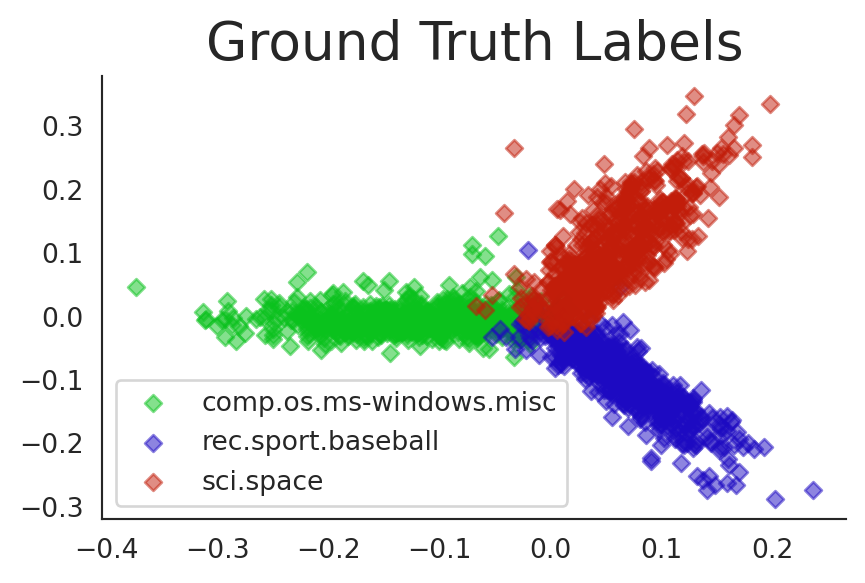 Ground Truth Labels
0.3
0.2
0.1
0.0
−0.1
−0.2
−0.3
comp.os.ms-windows.misc
rec.sport.baseball
sci.space
−0.4 −0.3 −0.2 −0.1 0.0 0.1 0.2